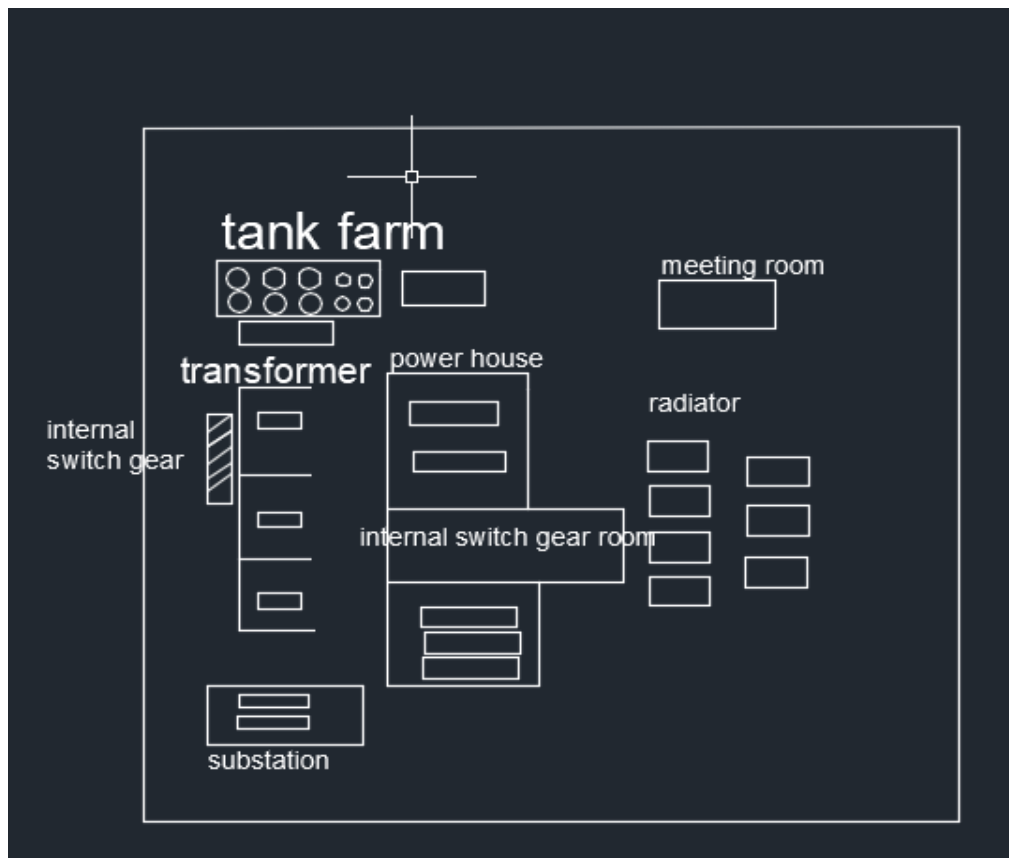 tank farm
meeting room
transformer
power house
internal
switch gear
radiator
internal switch gear room
substation